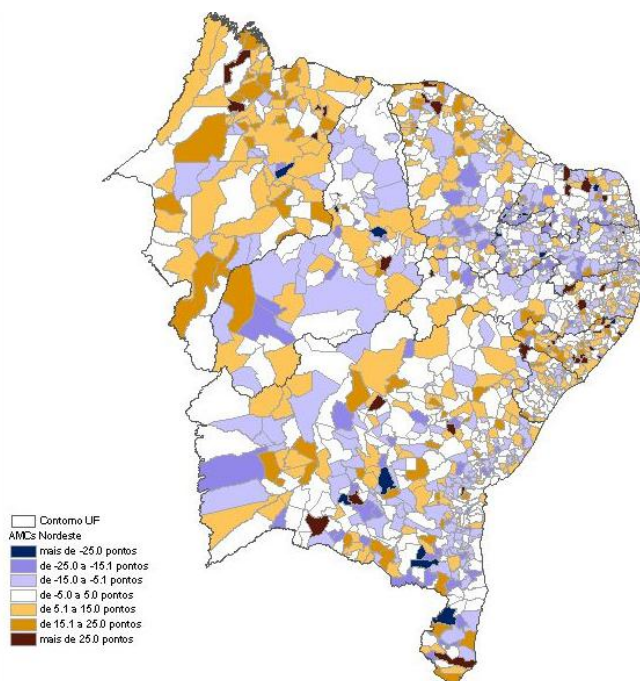 Contorno UF
AMCs Nordeste
mais de -25.0 pontos
de -25.0 a -15.1 pontos
de -15.0 a -5.1 pontos
de -5.0 a 5.0 pontos
de 5.1 a 15.0 pontos
de 15.1 a 25.0 pontos
mais de 25.0 pontos